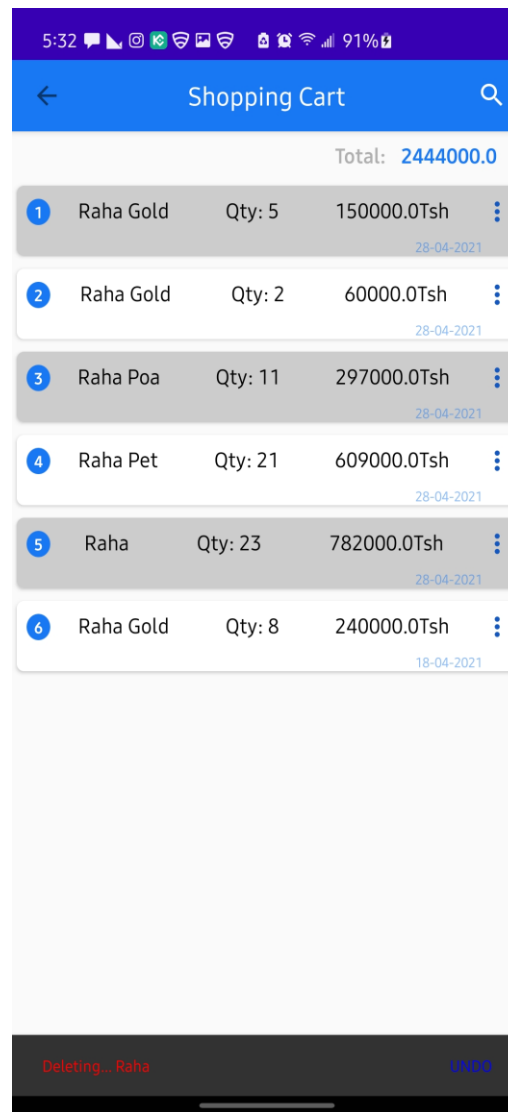 5:32 91%
Shopping Cart
Total: 2444000.0
1 Raha Gold Qty: 5 150000.0Tsh
28-04-2021
2 Raha Gold Qty: 2 60000.0Tsh
28-04-2021
3 Raha Poa Qty: 11 297000.0Tsh
28-04-2021
4 Raha Pet Qty: 21 609000.0Tsh
28-04-2021
5 Raha Qty: 23 782000.0Tsh
28-04-2021
6 Raha Gold Qty: 8 240000.0Tsh
18-04-2021
Deleting... Raha UNDO